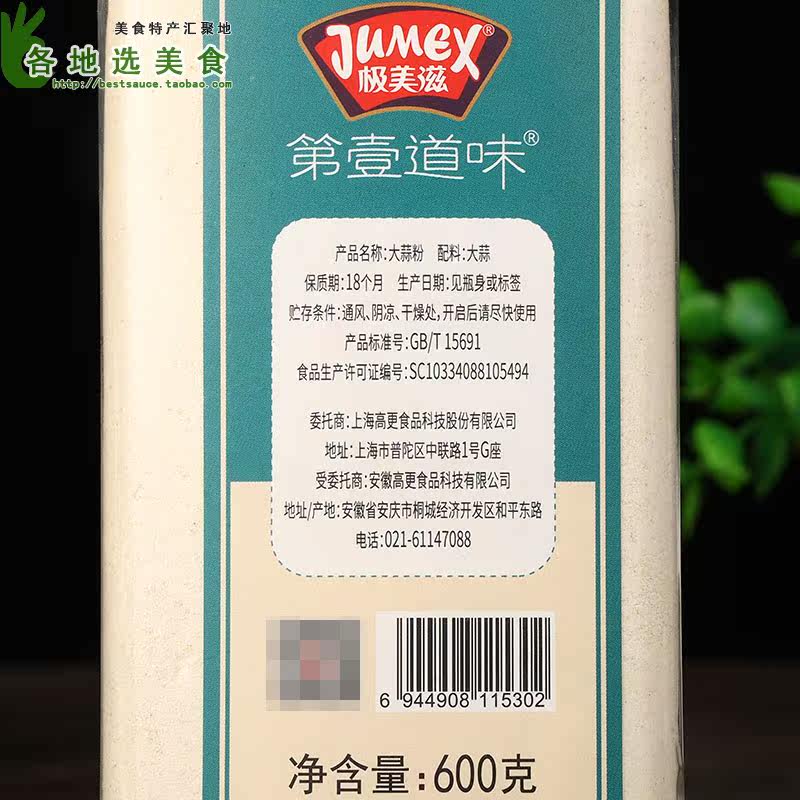 美食特产汇聚地
各地选美食
http://bestsauce.taobao.com
JUMEX®
极美滋
第壹道味®
产品名称:大蒜粉 配料:大蒜
保质期:18个月 生产日期:见瓶身或标签
贮存条件:通风、阴凉、干燥处,开启后请尽快使用
产品标准号:GB/T 15691
食品生产许可证编号:SC10334088105494
委托商:上海高更食品科技股份有限公司
地址:上海市普陀区中联路1号G座
受委托商:安徽高更食品科技有限公司
地址/产地:安徽省安庆市桐城经济开发区和平东路
电话:021-61147088
6 944908 115302
净含量:600克